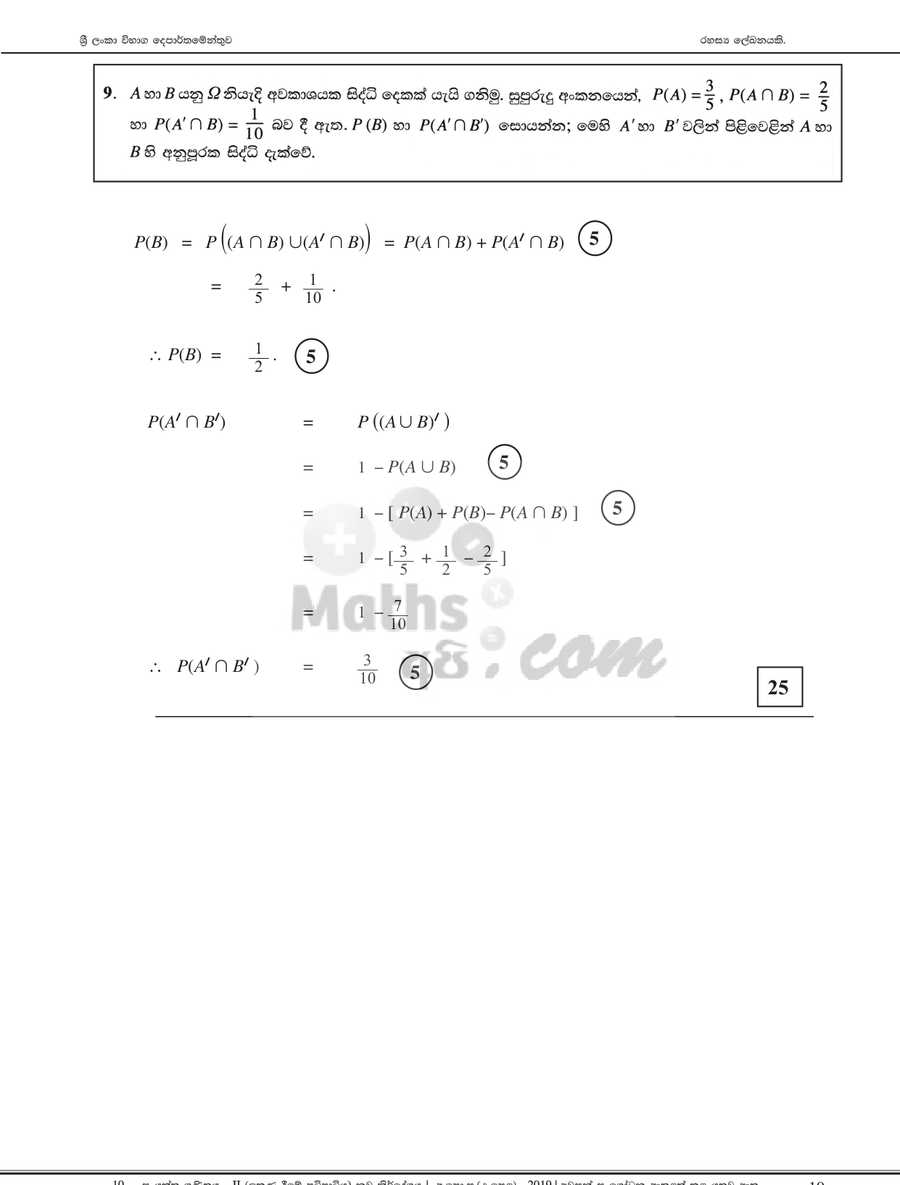 ශ්‍රී ලංකා විභාග දෙපාර්තමේන්තුව රහස්‍ය ලේඛනයකි.
9. A හා B යනු Ω නියැදි අවකාශයක සිද්ධි දෙකක් යැයි ගනිමු. සුපුරුදු අංකනයෙන්, P(A) = 3/5 , P(A ∩ B) = 2/5
හා P(A′ ∩ B) = 1/10 බව දී ඇත. P (B) හා P(A′ ∩ B′) සොයන්න; මෙහි A′ හා B′ වලින් පිළිවෙළින් A හා
B හි අනුපූරක සිද්ධි දැක්වේ.
P(B) = P ((A ∩ B) ∪(A′ ∩ B)) = P(A ∩ B) + P(A′ ∩ B) 5
= 2/5 + 1/10 .
∴ P(B) = 1/2 . 5
P(A′ ∩ B′) = P ((A ∪ B)′ )
= 1 – P(A ∪ B) 5
= 1 – [ P(A) + P(B)– P(A ∩ B) ] 5
= 1 – [3/5 + 1/2 – 2/5 ]
= 1 – 7/10
∴ P(A′ ∩ B′ ) = 3/10 5
25
Maths
අපි . com